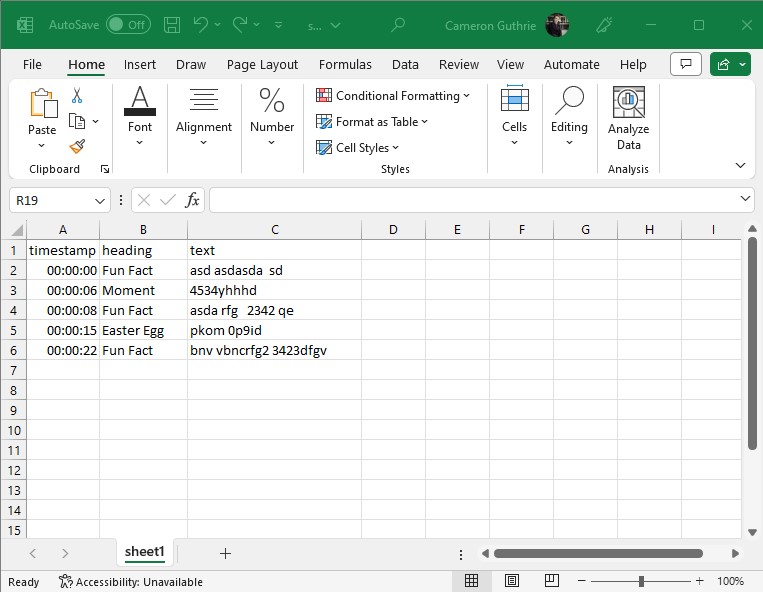 AutoSave Off s... Cameron Guthrie
File Home Insert Draw Page Layout Formulas Data Review View Automate Help
Paste Font Alignment Number Conditional Formatting Format as Table Cell Styles Cells Editing Analyze Data
Clipboard Styles Analysis
R19 fx
A B C D E F G H I
1 timestamp heading text
2 00:00:00 Fun Fact asd asdasda  sd
3 00:00:06 Moment 4534yhhhd
4 00:00:08 Fun Fact asda rfg   2342 qe
5 00:00:15 Easter Egg pkom 0p9id
6 00:00:22 Fun Fact bnv vbncrfg2 3423dfgv
7
8
9
10
11
12
13
14
15
sheet1
Ready Accessibility: Unavailable 100%